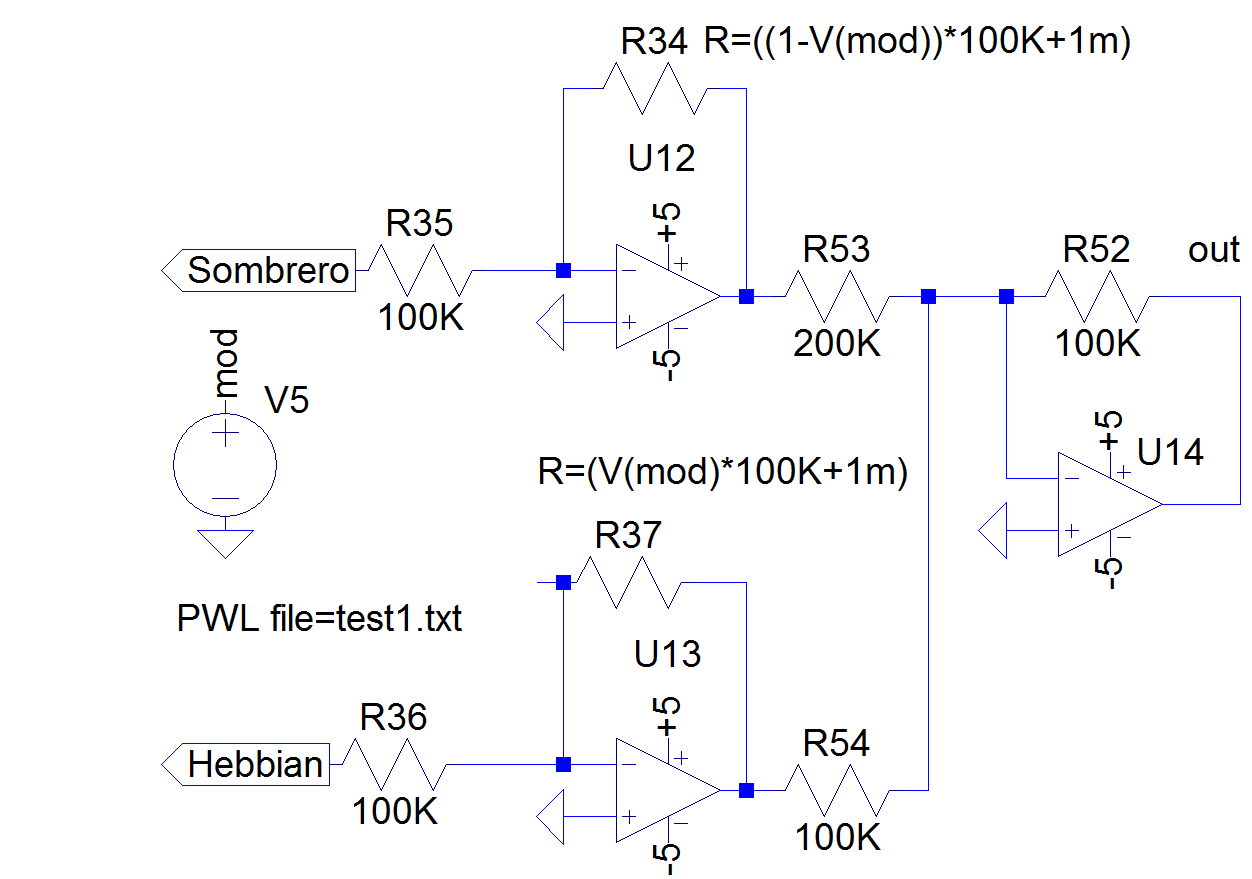 R34 R=((1-V(mod))*100K+1m)
U12
+5
R35
Sombrero
100K
-5
R53
200K
R52
100K
out
mod
V5
+5
U14
-5
R=(V(mod)*100K+1m)
R37
PWL file=test1.txt
U13
+5
R36
Hebbian
100K
-5
R54
100K